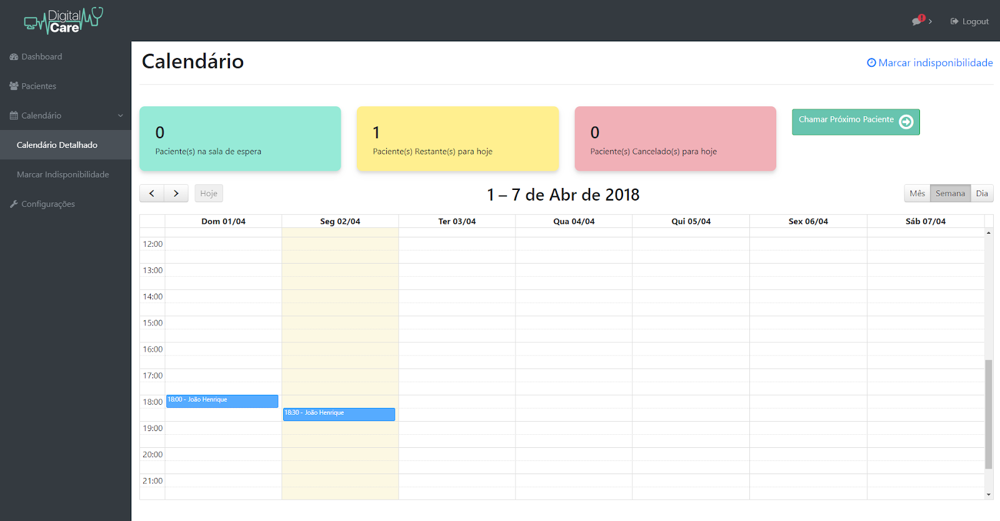 Digital
Care
!
Logout
Dashboard
Pacientes
Calendário
Calendário Detalhado
Marcar Indisponibilidade
Configurações
Calendário
Marcar indisponibilidade
0
Paciente(s) na sala de espera
1
Paciente(s) Restante(s) para hoje
0
Paciente(s) Cancelado(s) para hoje
Chamar Próximo Paciente
Hoje
1 – 7 de Abr de 2018
Mês Semana Dia
Dom 01/04 Seg 02/04 Ter 03/04 Qua 04/04 Qui 05/04 Sex 06/04 Sáb 07/04
12:00
13:00
14:00
15:00
16:00
17:00
18:00
18:00 - João Henrique
18:30 - João Henrique
19:00
20:00
21:00